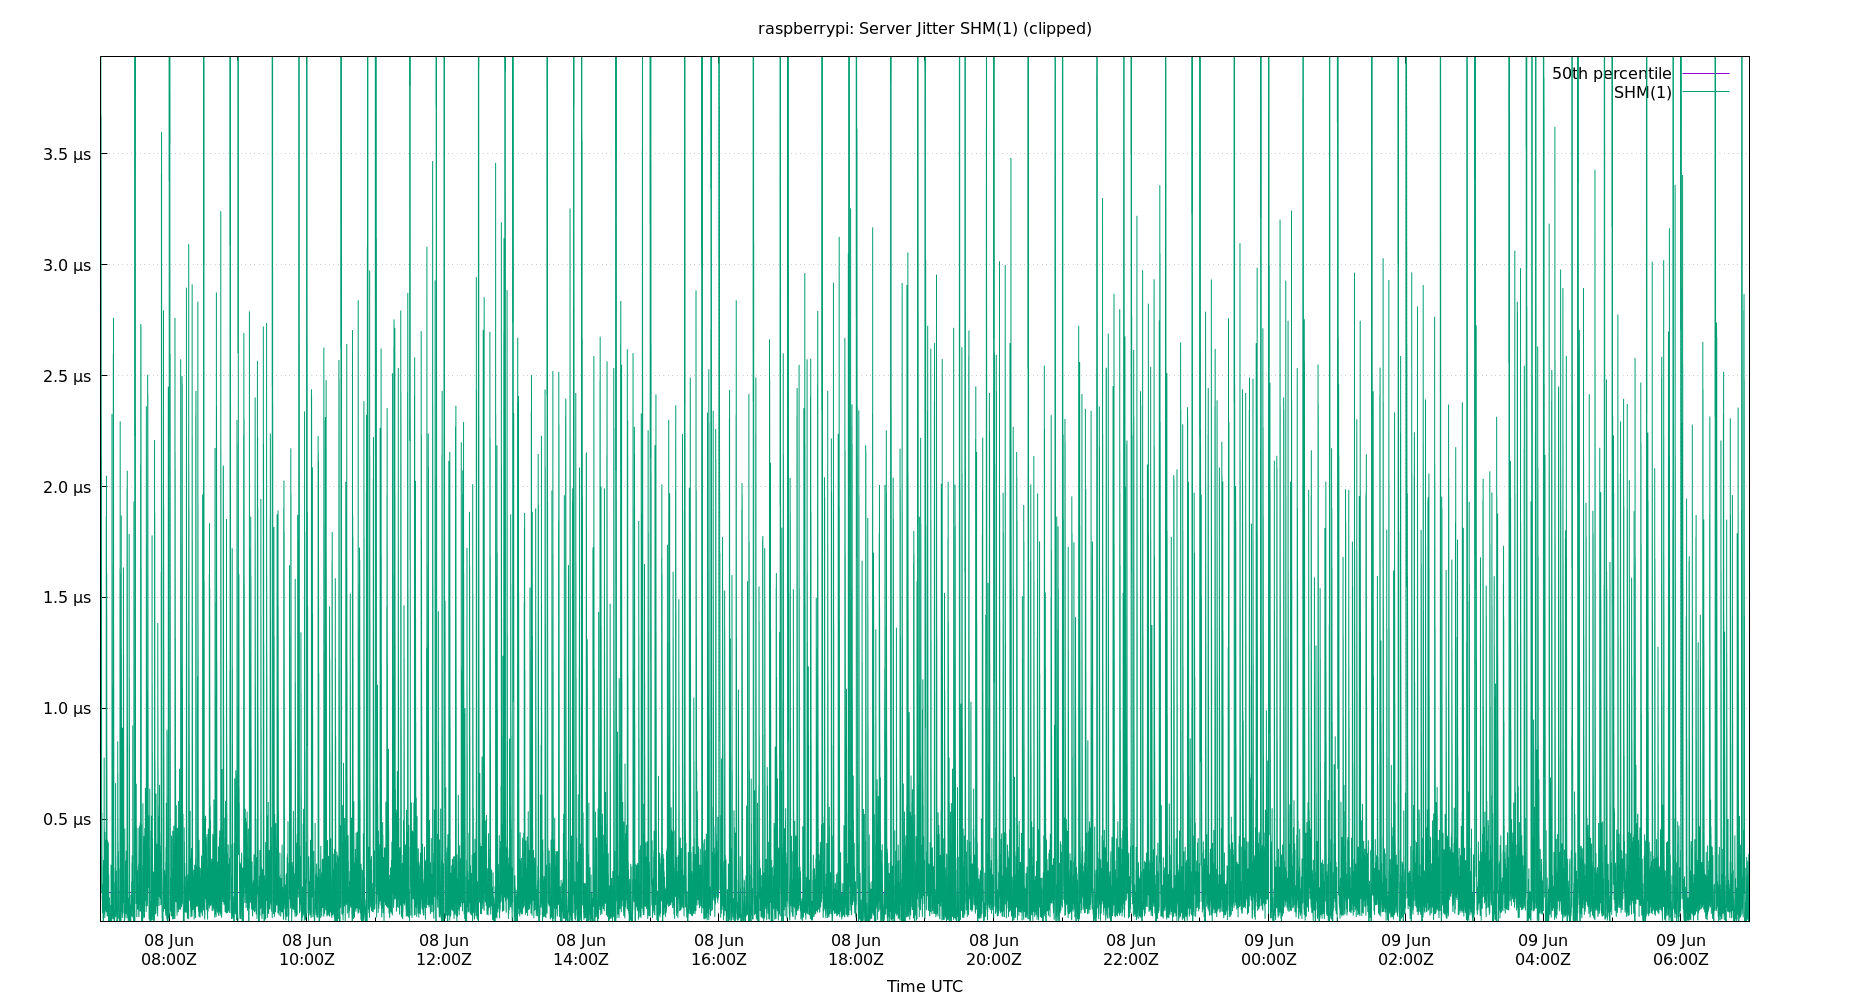 raspberrypi: Server Jitter SHM(1) (clipped)
50th percentile
SHM(1)
3.5 µs
3.0 µs
2.5 µs
2.0 µs
1.5 µs
1.0 µs
0.5 µs
08 Jun 08 Jun 08 Jun 08 Jun 08 Jun 08 Jun 08 Jun 08 Jun 09 Jun 09 Jun 09 Jun 09 Jun
08:00Z 10:00Z 12:00Z 14:00Z 16:00Z 18:00Z 20:00Z 22:00Z 00:00Z 02:00Z 04:00Z 06:00Z
Time UTC